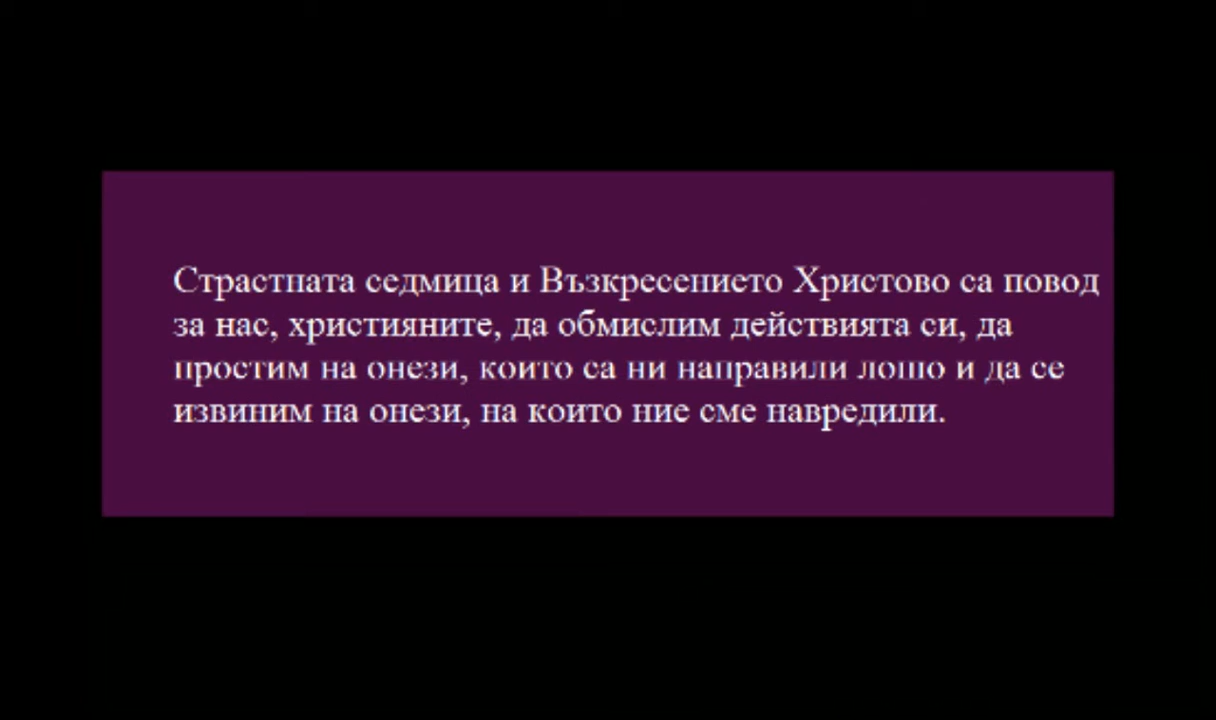 Страстната седмица и Възкресението Христово са повод
за нас, християните, да обмислим действията си, да
простим на онези, които са ни направили лошо и да се
извиним на онези, на които ние сме навредили.